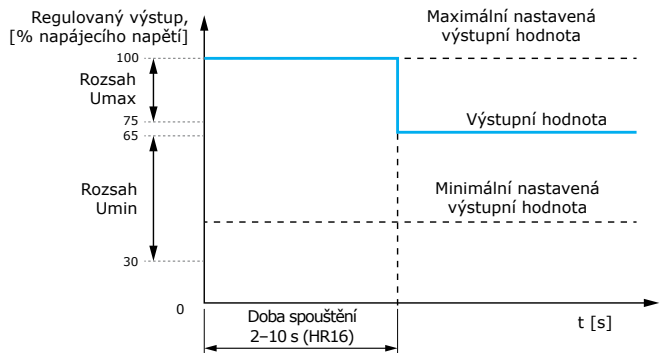 Regulovaný výstup,
[% napájecího napětí]
Maximální nastavená
výstupní hodnota
100
Rozsah
Umax
75
65
Výstupní hodnota
Rozsah
Umin
Minimální nastavená
výstupní hodnota
30
0
Doba spouštění
2–10 s (HR16)
t [s]